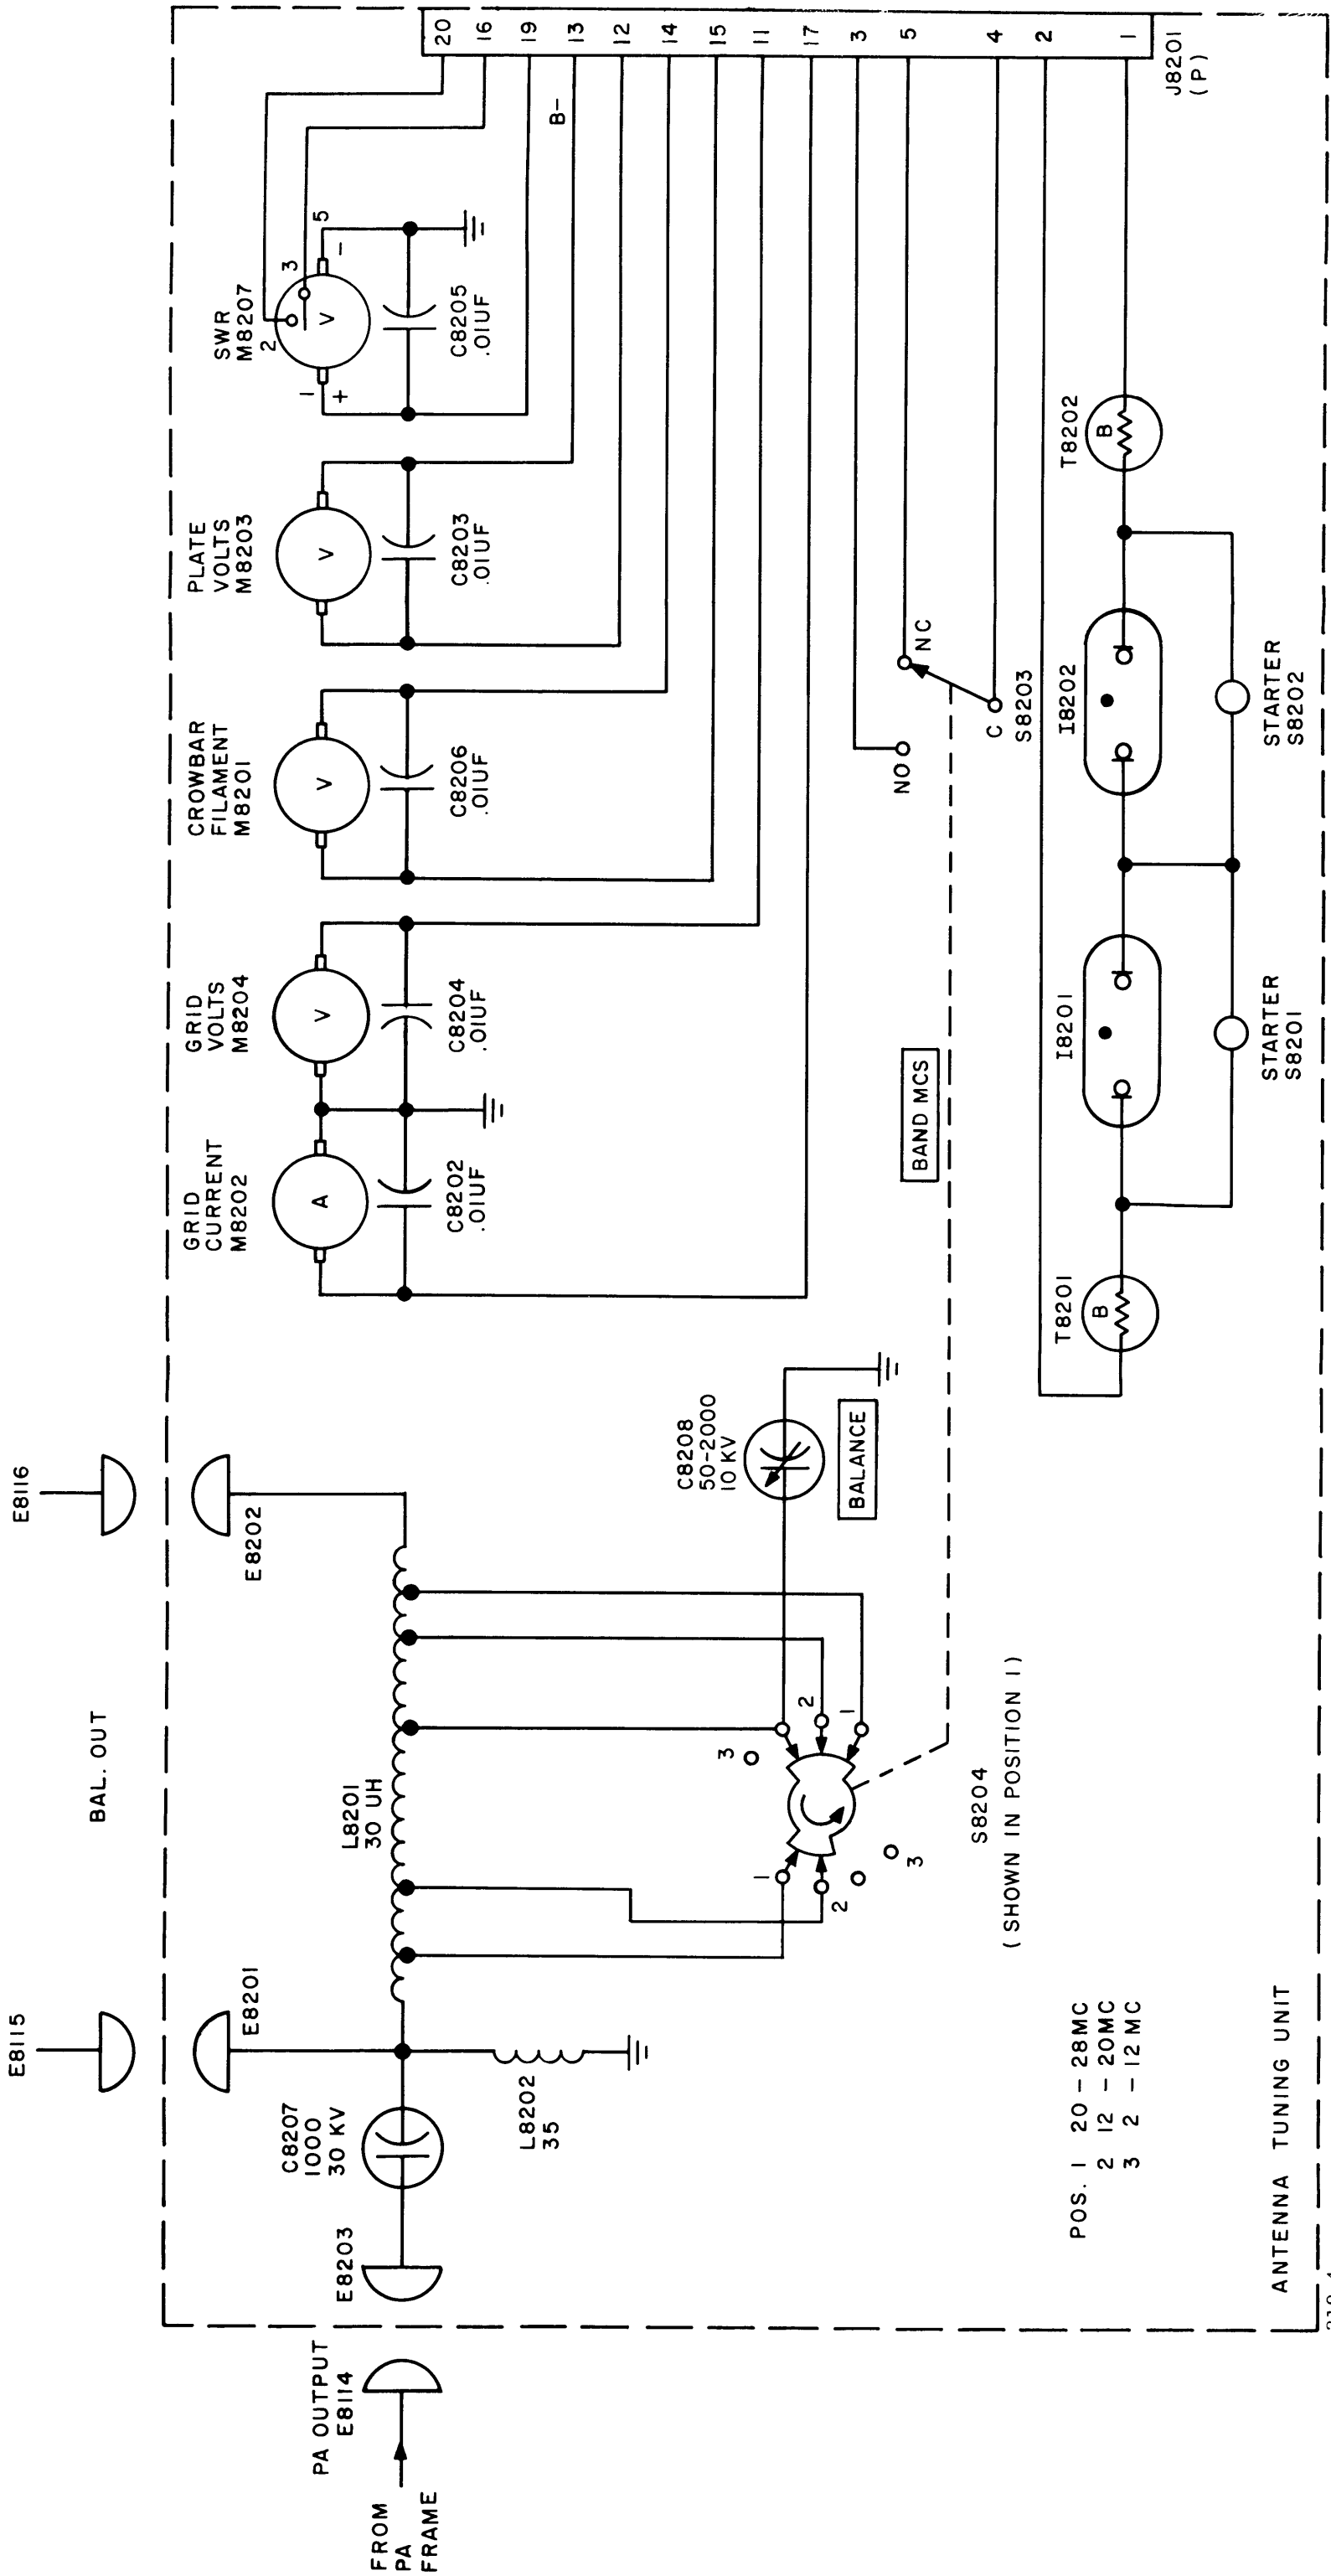 E8115
BAL. OUT
E8116
FROM
PA
FRAME
PA OUTPUT
E8114
E8203
C8207
1000
30 KV
E8201
L8202
35
L8201
30 UH
E8202
C8208
50-2000
10 KV
BALANCE
3
2
1
1
2
3
S8204
(SHOWN IN POSITION 1)
POS. 1 20 - 28MC
2 12 - 20MC
3 2 - 12MC
ANTENNA TUNING UNIT
GRID
CURRENT
M8202
A
C8202
.01UF
GRID
VOLTS
M8204
V
C8204
.01UF
CROWBAR
FILAMENT
M8201
V
C8206
.01UF
PLATE
VOLTS
M8203
V
C8203
.01UF
SWR
M8207
1
+
2
3
V
5
-
C8205
.01UF
B-
BAND MCS
NO
NC
C
S8203
T8201
B
I8201
STARTER
S8201
I8202
STARTER
S8202
T8202
B
20
16
19
13
12
14
15
11
17
3
5
4
2
1
J8201
(P)